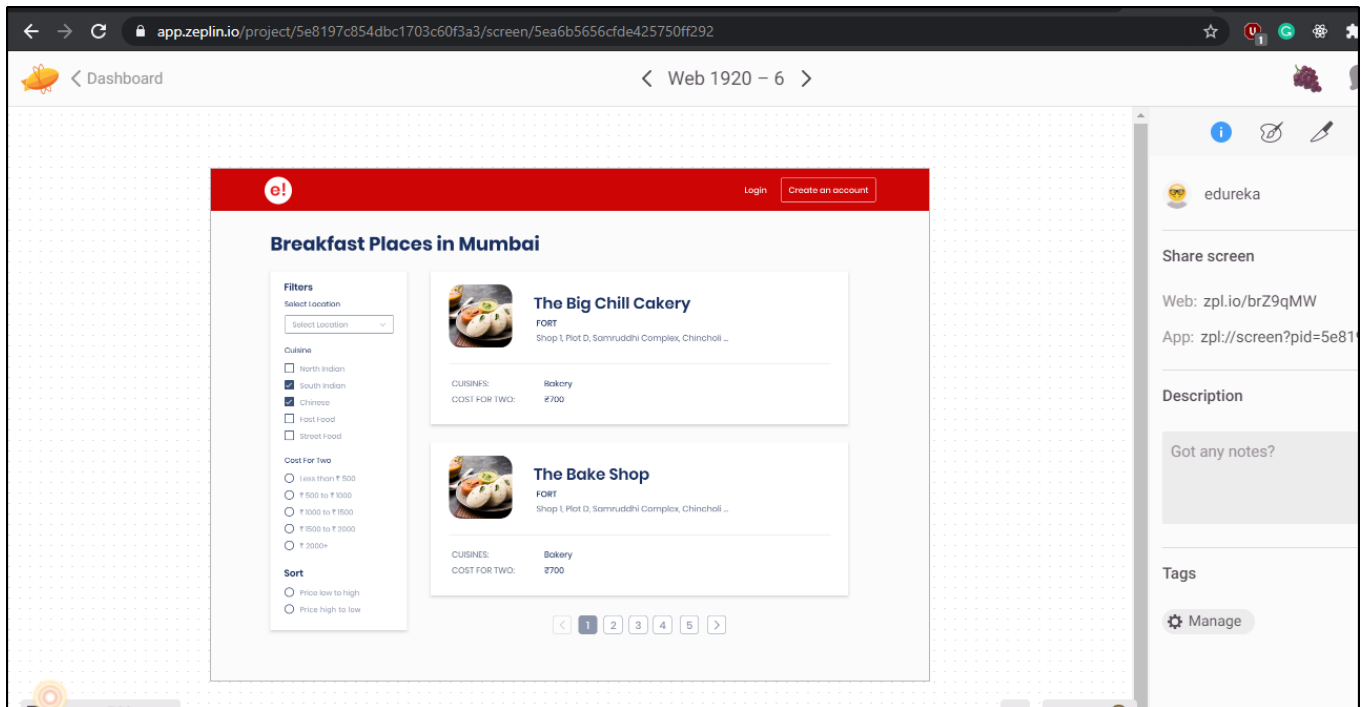 app.zeplin.io/project/5e8197c854dbc1703c60f3a3/screen/5ea6b5656cfde425750ff292
1
Dashboard
Web 1920 – 6
e!
Login
Create an account
Breakfast Places in Mumbai
Filters
Select Location
Select Location
Cuisine
North Indian
South Indian
Chinese
Fast Food
Street Food
Cost For Two
Less than ₹ 500
₹ 500 to ₹ 1000
₹ 1000 to ₹ 1500
₹ 1500 to ₹ 2000
₹ 2000+
Sort
Price low to high
Price high to low
The Big Chill Cakery
FORT
Shop 1, Plot D, Samruddhi Complex, Chincholi ...
CUISINES: Bakery
COST FOR TWO: ₹700
The Bake Shop
FORT
Shop 1, Plot D, Samruddhi Complex, Chincholi ...
CUISINES: Bakery
COST FOR TWO: ₹700
< 1 2 3 4 5 >
edureka
Share screen
Web: zpl.io/brZ9qMW
App: zpl://screen?pid=5e819
Description
Got any notes?
Tags
Manage